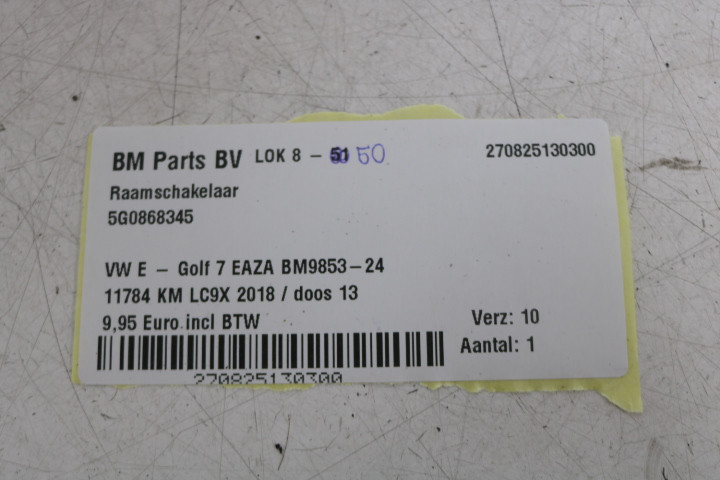 BM Parts BV LOK 8 – 50 270825130300
Raamschakelaar
5G0868345
VW E – Golf 7 EAZA BM9853–24
11784 KM LC9X 2018 / doos 13
9,95 Euro incl BTW Verz: 10
Aantal: 1
270825130300